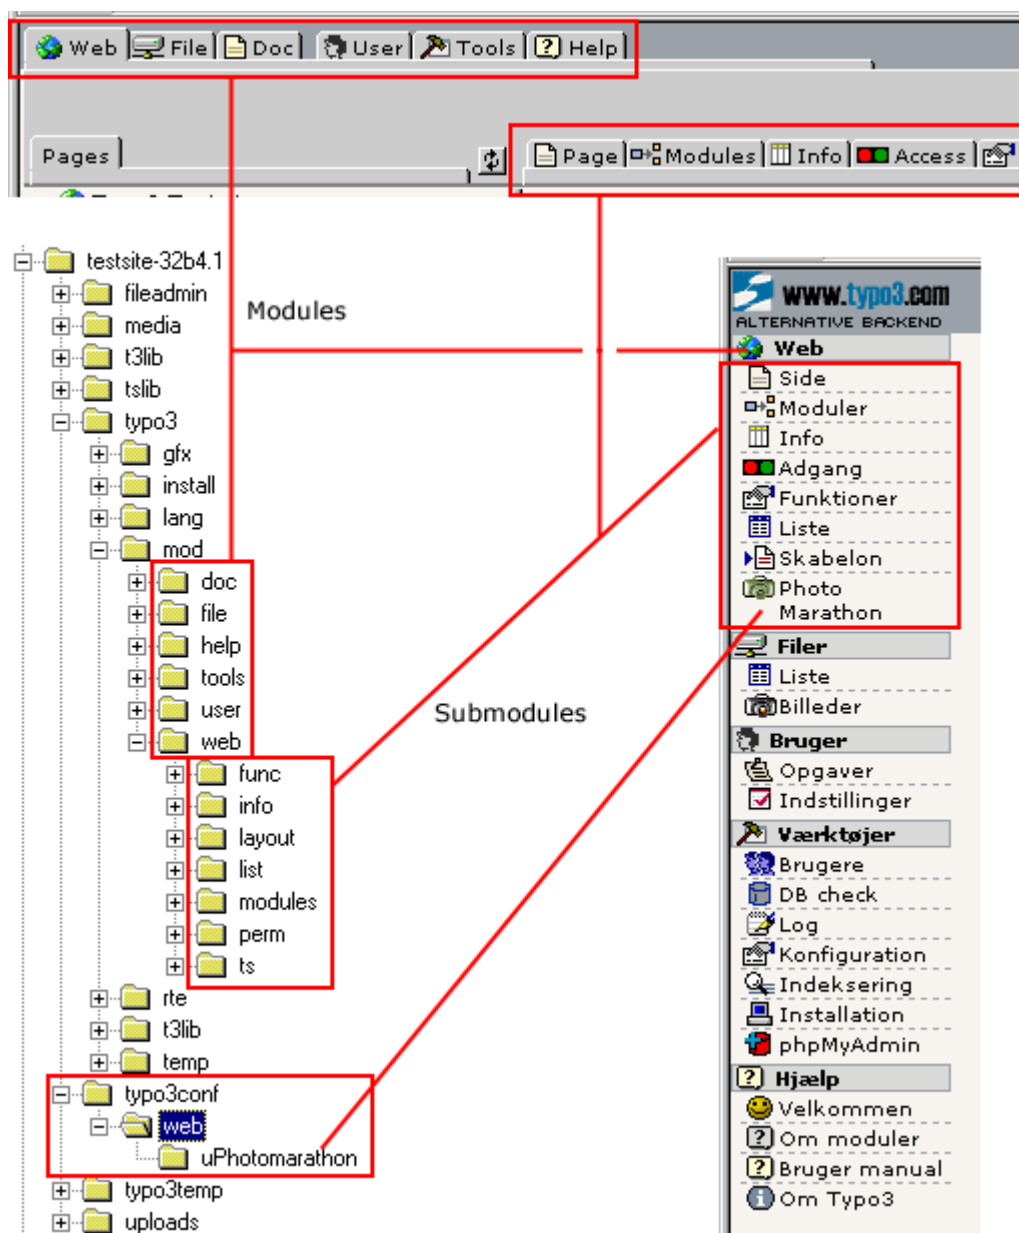 Web File Doc User Tools Help
Pages
Page Modules Info Access
testsite-32b4.1
fileadmin
media
t3lib
tslib
typo3
gfx
install
lang
mod
doc
file
help
tools
user
web
func
info
layout
list
modules
perm
ts
rte
t3lib
temp
typo3conf
web
uPhotomarathon
typo3temp
uploads
Modules
Submodules
www.typo3.com
ALTERNATIVE BACKEND
Web
Side
Moduler
Info
Adgang
Funktioner
Liste
Skabelon
Photo
Marathon
Filer
Liste
Billeder
Bruger
Opgaver
Indstillinger
Værktøjer
Brugere
DB check
Log
Konfiguration
Indeksering
Installation
phpMyAdmin
Hjælp
Velkommen
Om moduler
Bruger manual
Om Typo3